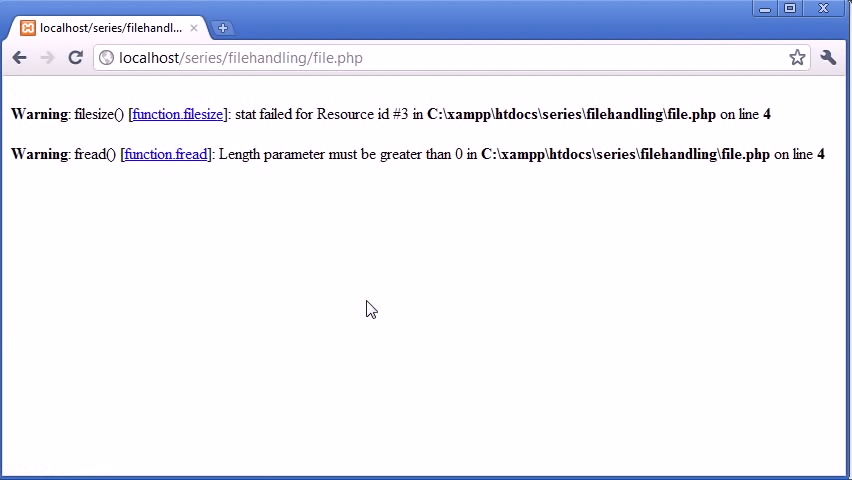 localhost/series/filehandl...
localhost/series/filehandling/file.php
Warning: filesize() [function.filesize]: stat failed for Resource id #3 in C:\xampp\htdocs\series\filehandling\file.php on line 4
Warning: fread() [function.fread]: Length parameter must be greater than 0 in C:\xampp\htdocs\series\filehandling\file.php on line 4